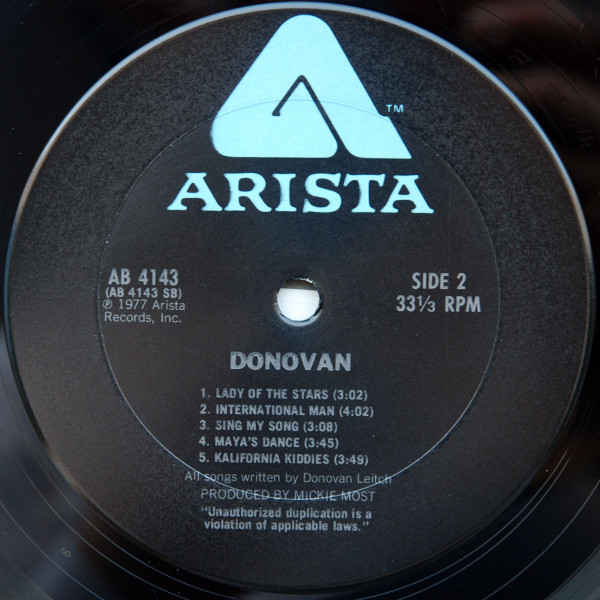 TM
ARISTA
AB 4143
(AB 4143 SB)
℗ 1977 Arista
Records, Inc.
SIDE 2
33⅓ RPM
DONOVAN
1. LADY OF THE STARS (3:02)
2. INTERNATIONAL MAN (4:02)
3. SING MY SONG (3:08)
4. MAYA'S DANCE (3:45)
5. KALIFORNIA KIDDIES (3:49)
All songs written by Donovan Leitch
PRODUCED BY MICKIE MOST
"Unauthorized duplication is a
violation of applicable laws."